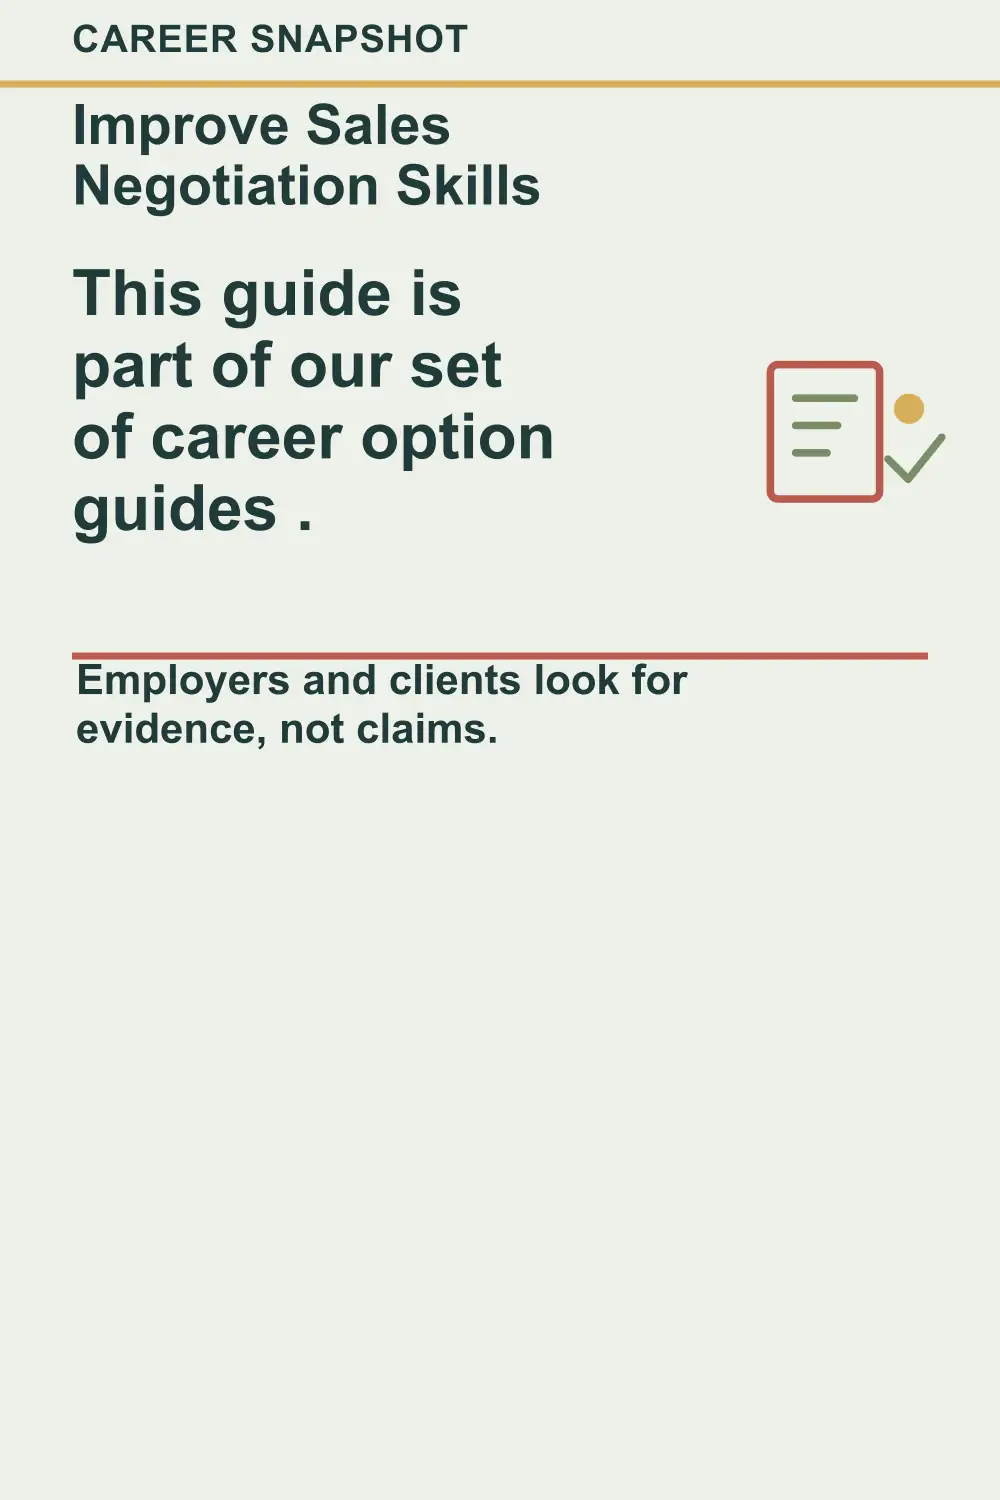 CAREER SNAPSHOT
Improve Sales
Negotiation Skills
This guide is
part of our set
of career option
guides .
Employers and clients look for
evidence, not claims.